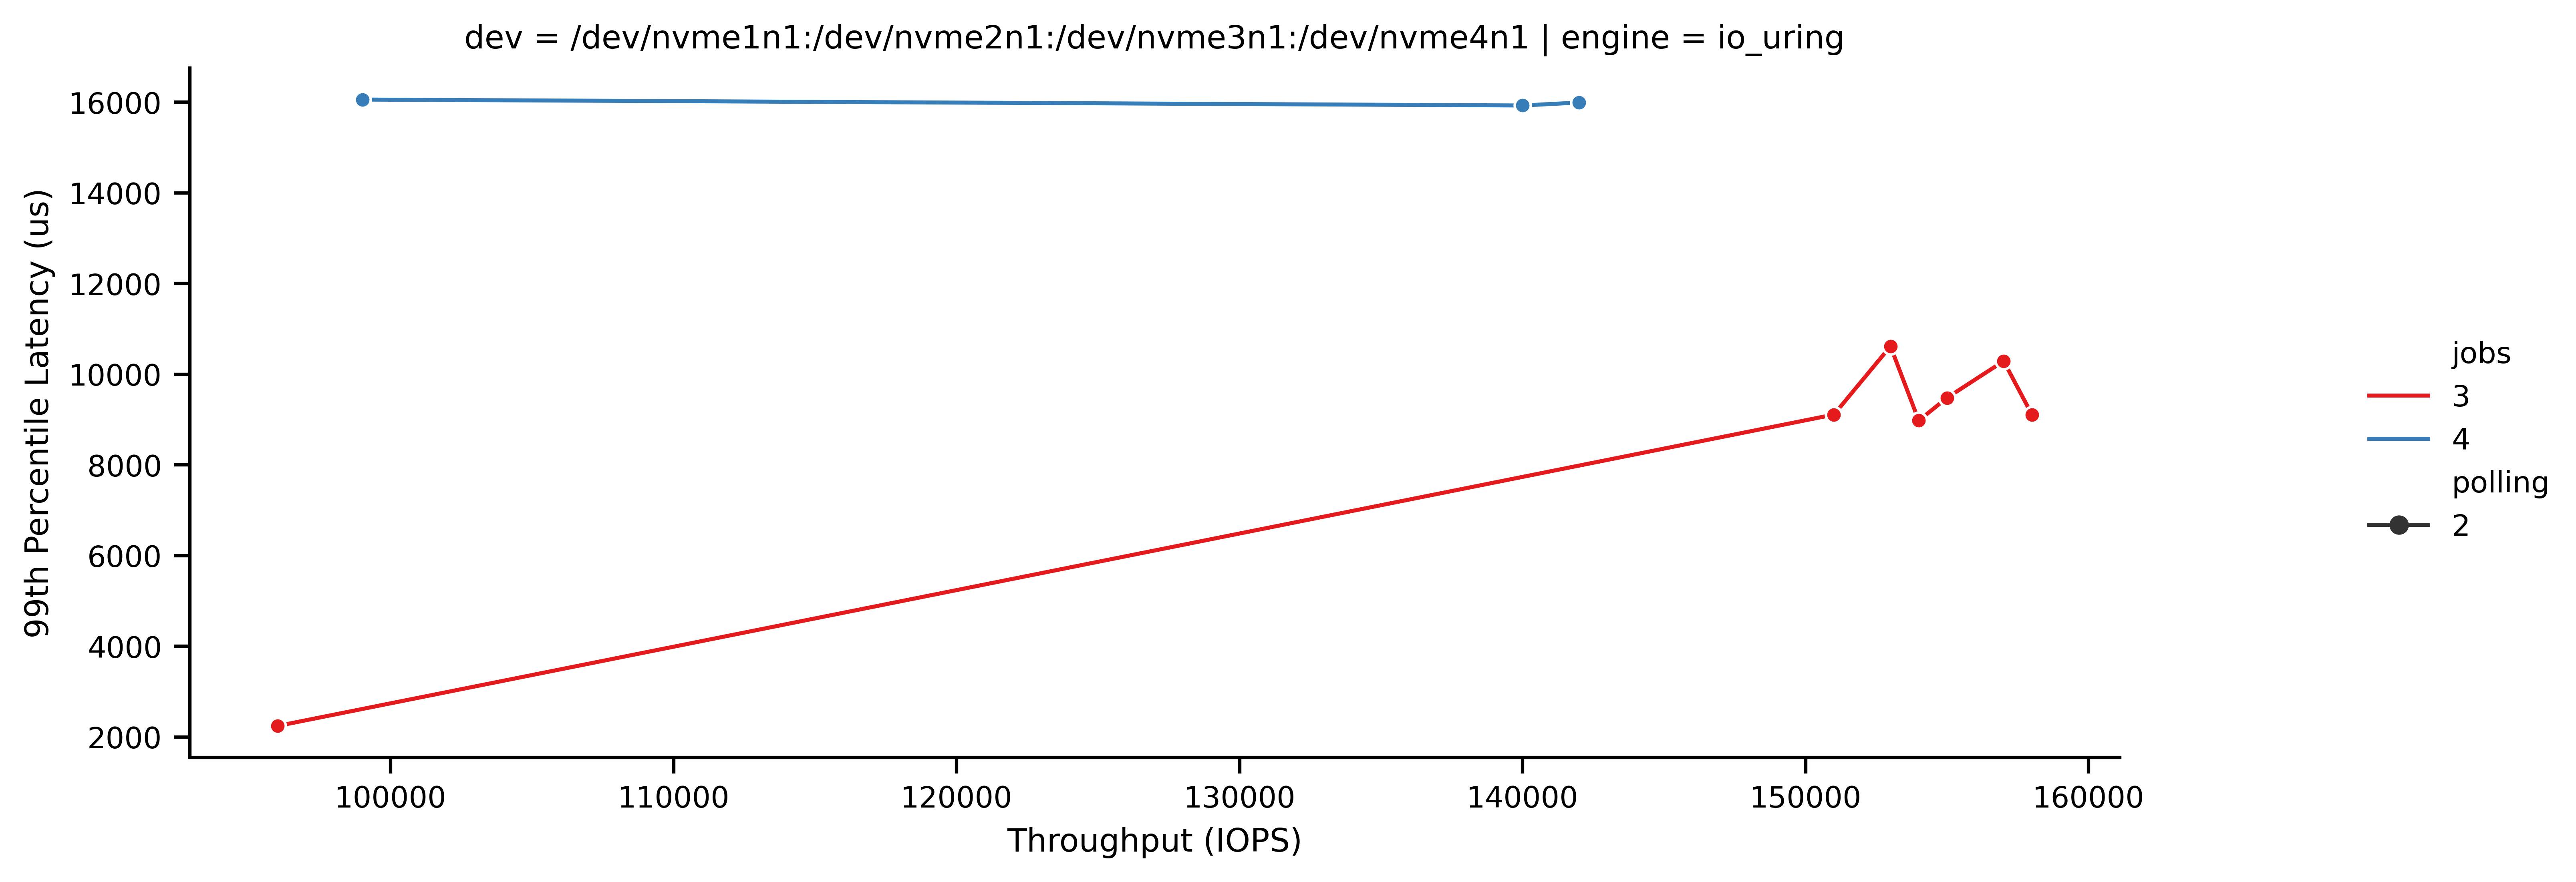 dev = /dev/nvme1n1:/dev/nvme2n1:/dev/nvme3n1:/dev/nvme4n1 | engine = io_uring
99th Percentile Latency (us)
16000
14000
12000
10000
8000
6000
4000
2000
100000 110000 120000 130000 140000 150000 160000
Throughput (IOPS)
jobs
3
4
polling
2